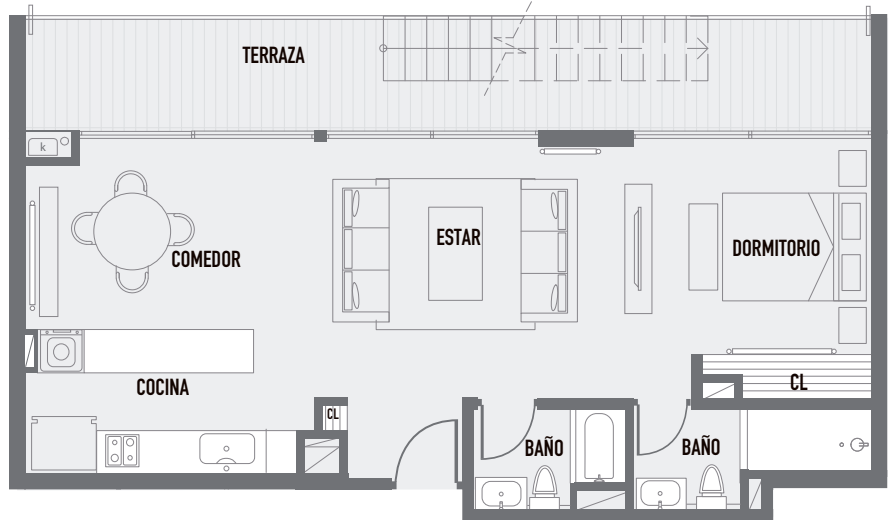 TERRAZA
k
COMEDOR
ESTAR
DORMITORIO
COCINA
CL
CL
BAÑO
BAÑO